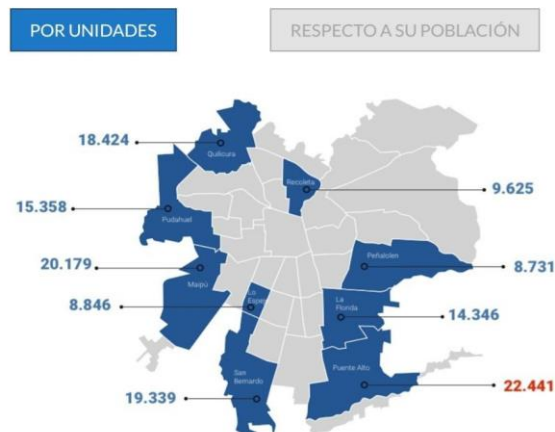 POR UNIDADES
RESPECTO A SU POBLACIÓN
18.424
Quilicura
Recoleta
9.625
15.358
Pudahuel
20.179
Maipú
Peñalolen
8.731
8.846
Lo
Espejo
La
Florida
14.346
San
Bernardo
Puente Alto
22.441
19.339